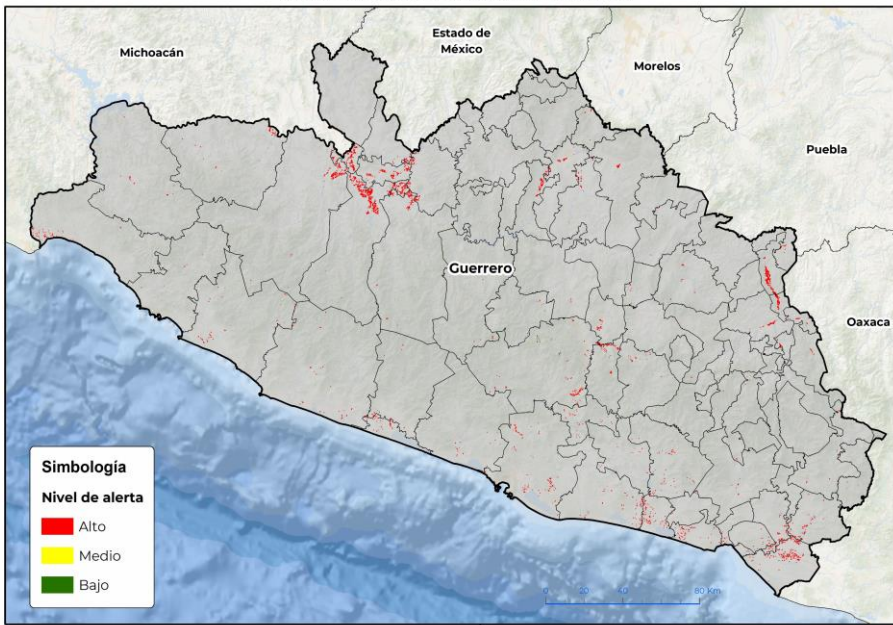 Estado de
México
Michoacán
Morelos
Puebla
Guerrero
Oaxaca
Simbología
Nivel de alerta
Alto
Medio
Bajo
0 20 40 80 Km